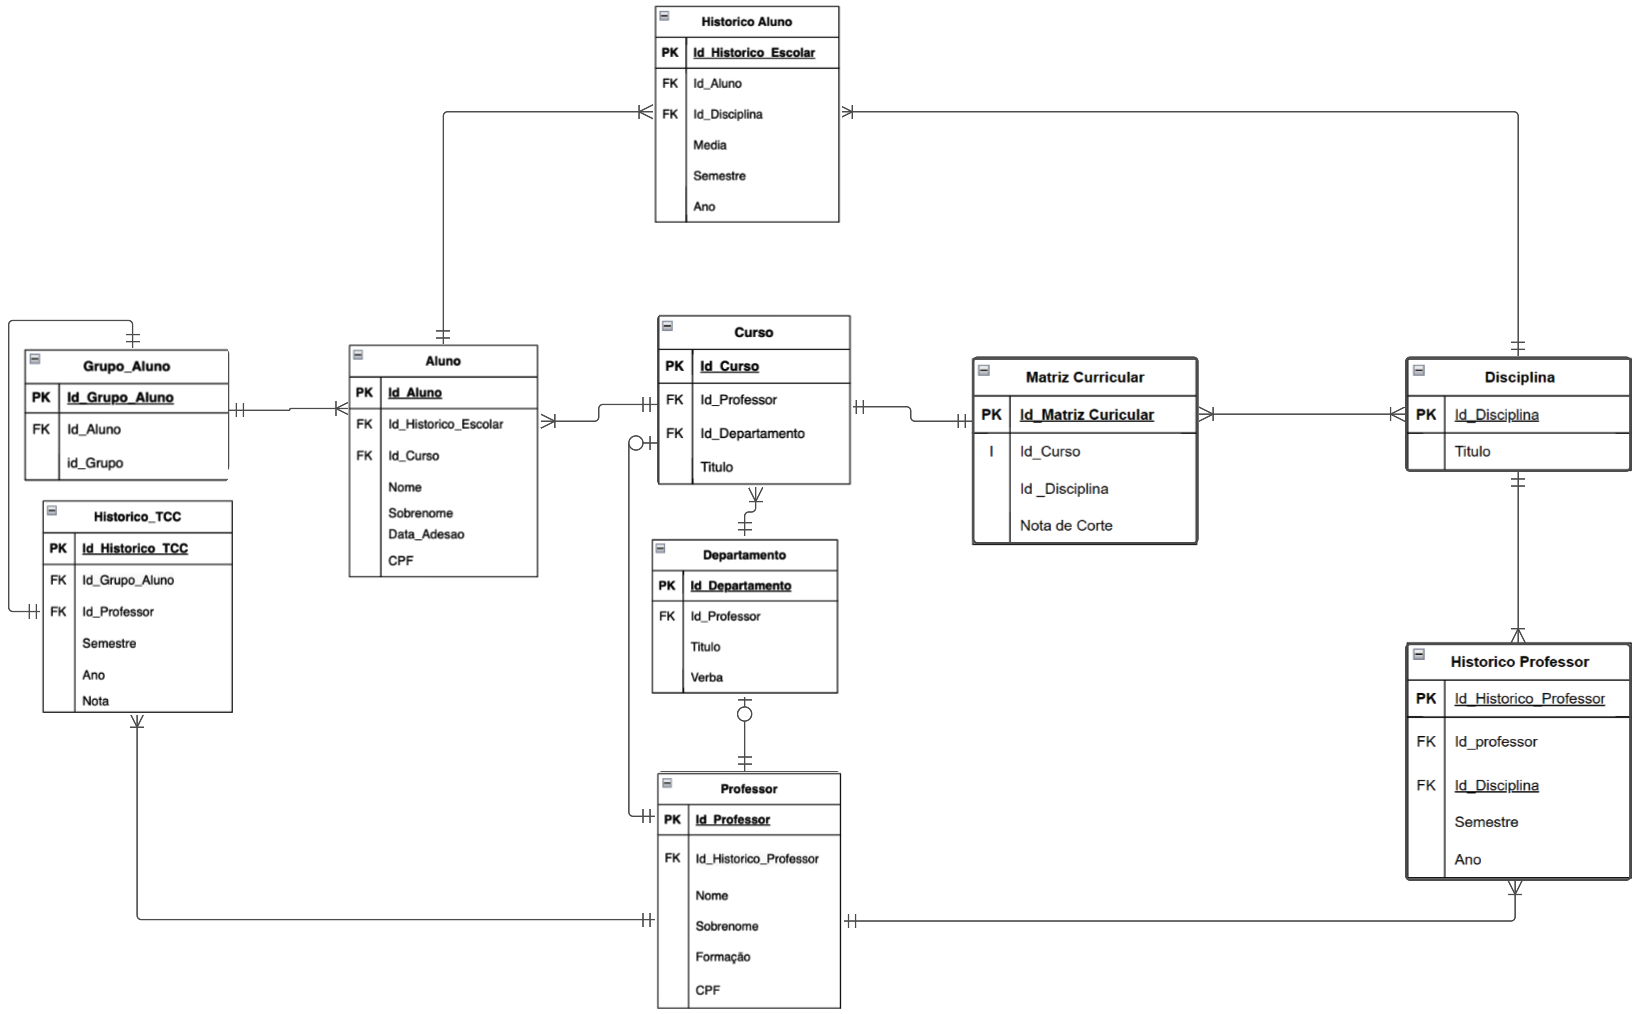 Historico Aluno
PK Id_Historico_Escolar
FK Id_Aluno
FK Id_Disciplina
Media
Semestre
Ano
Grupo_Aluno
PK Id_Grupo_Aluno
FK Id_Aluno
id_Grupo
Historico_TCC
PK Id_Historico_TCC
FK Id_Grupo_Aluno
FK Id_Professor
Semestre
Ano
Nota
Aluno
PK Id_Aluno
FK Id_Historico_Escolar
FK Id_Curso
Nome
Sobrenome
Data_Adesao
CPF
Curso
PK Id_Curso
FK Id_Professor
FK Id_Departamento
Titulo
Departamento
PK Id_Departamento
FK Id_Professor
Titulo
Verba
Professor
PK Id_Professor
FK Id_Historico_Professor
Nome
Sobrenome
Formação
CPF
Matriz Curricular
PK Id_Matriz Curicular
I Id_Curso
Id _Disciplina
Nota de Corte
Disciplina
PK Id_Disciplina
Titulo
Historico Professor
PK Id_Historico_Professor
FK Id_professor
FK Id_Disciplina
Semestre
Ano